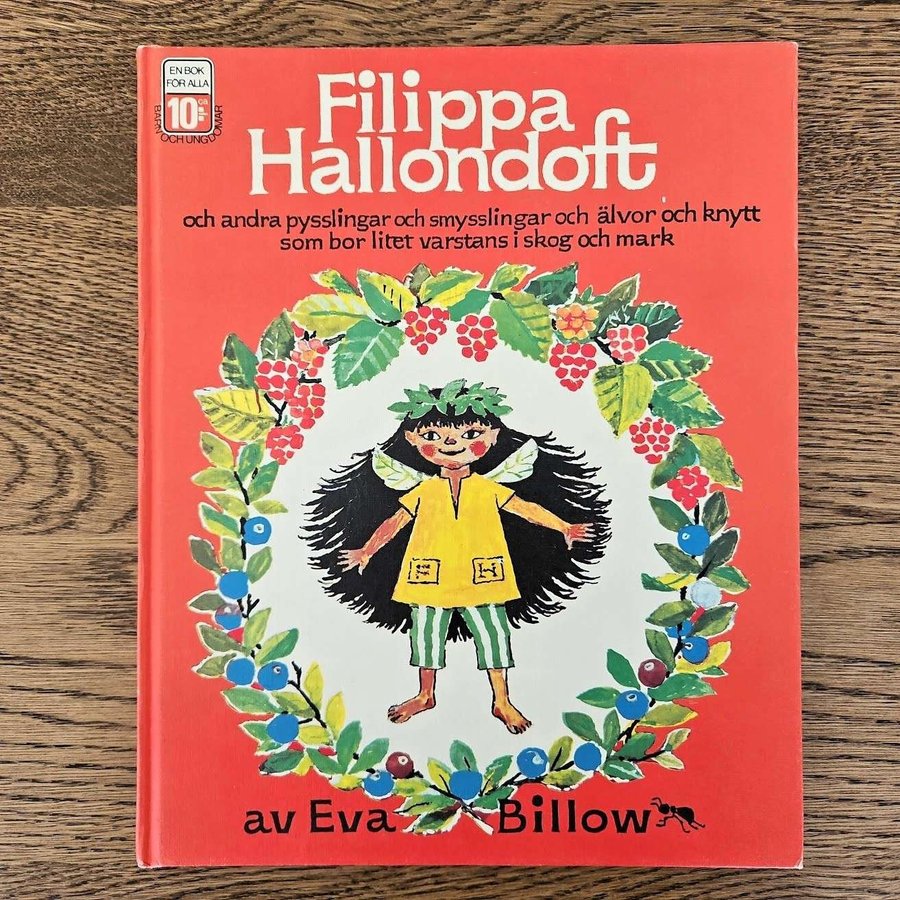 EN BOK
FÖR ALLA
ca
10:-
BARN OCH UNGDOMAR
Filippa
Hallondoft
och andra pysslingar och smysslingar och älvor och knytt
som bor litet varstans i skog och mark
F H
av Eva Billow